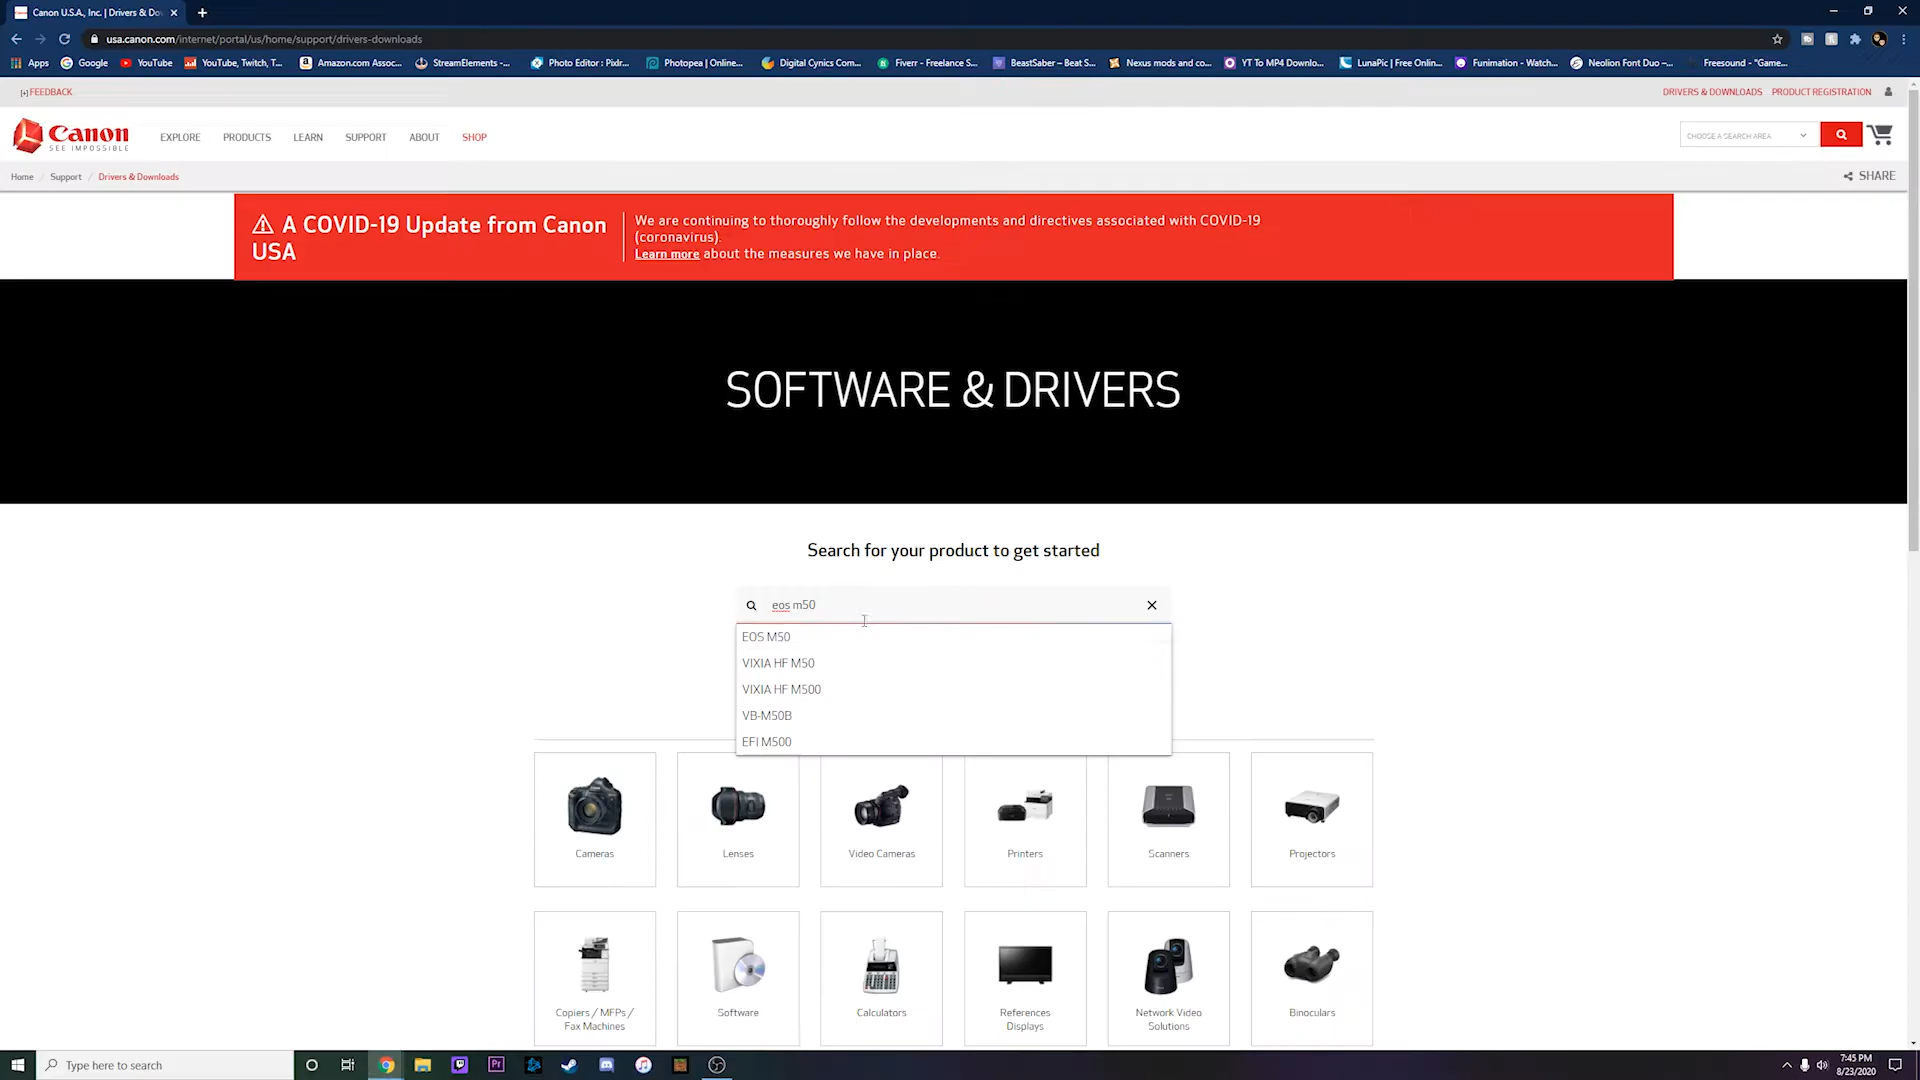 Canon U.S.A., Inc. | Drivers & Do
usa.canon.com/internet/portal/us/home/support/drivers-downloads
Apps
Google
YouTube
YouTube, Twitch, T...
Amazon.com Assoc...
StreamElements -...
Photo Editor : Pixlr...
Photopea | Online...
Digital Cynics Com...
Fiverr - Freelance S...
BeastSaber – Beat S...
Nexus mods and co...
YT To MP4 Downlo...
LunaPic | Free Onlin...
Funimation - Watch...
Neolion Font Duo –...
Freesound - "Game...
[+] FEEDBACK
DRIVERS & DOWNLOADS
PRODUCT REGISTRATION
Canon
SEE IMPOSSIBLE
EXPLORE
PRODUCTS
LEARN
SUPPORT
ABOUT
SHOP
CHOOSE A SEARCH AREA
Home / Support / Drivers & Downloads
SHARE
A COVID-19 Update from Canon
USA
We are continuing to thoroughly follow the developments and directives associated with COVID-19
(coronavirus).
Learn more about the measures we have in place.
SOFTWARE & DRIVERS
Search for your product to get started
eos m50
EOS M50
VIXIA HF M50
VIXIA HF M500
VB-M50B
EFI M500
Cameras
Lenses
Video Cameras
Printers
Scanners
Projectors
Copiers / MFPs /
Fax Machines
Software
Calculators
References
Displays
Network Video
Solutions
Binoculars
Type here to search
Pr
7:45 PM
8/23/2020